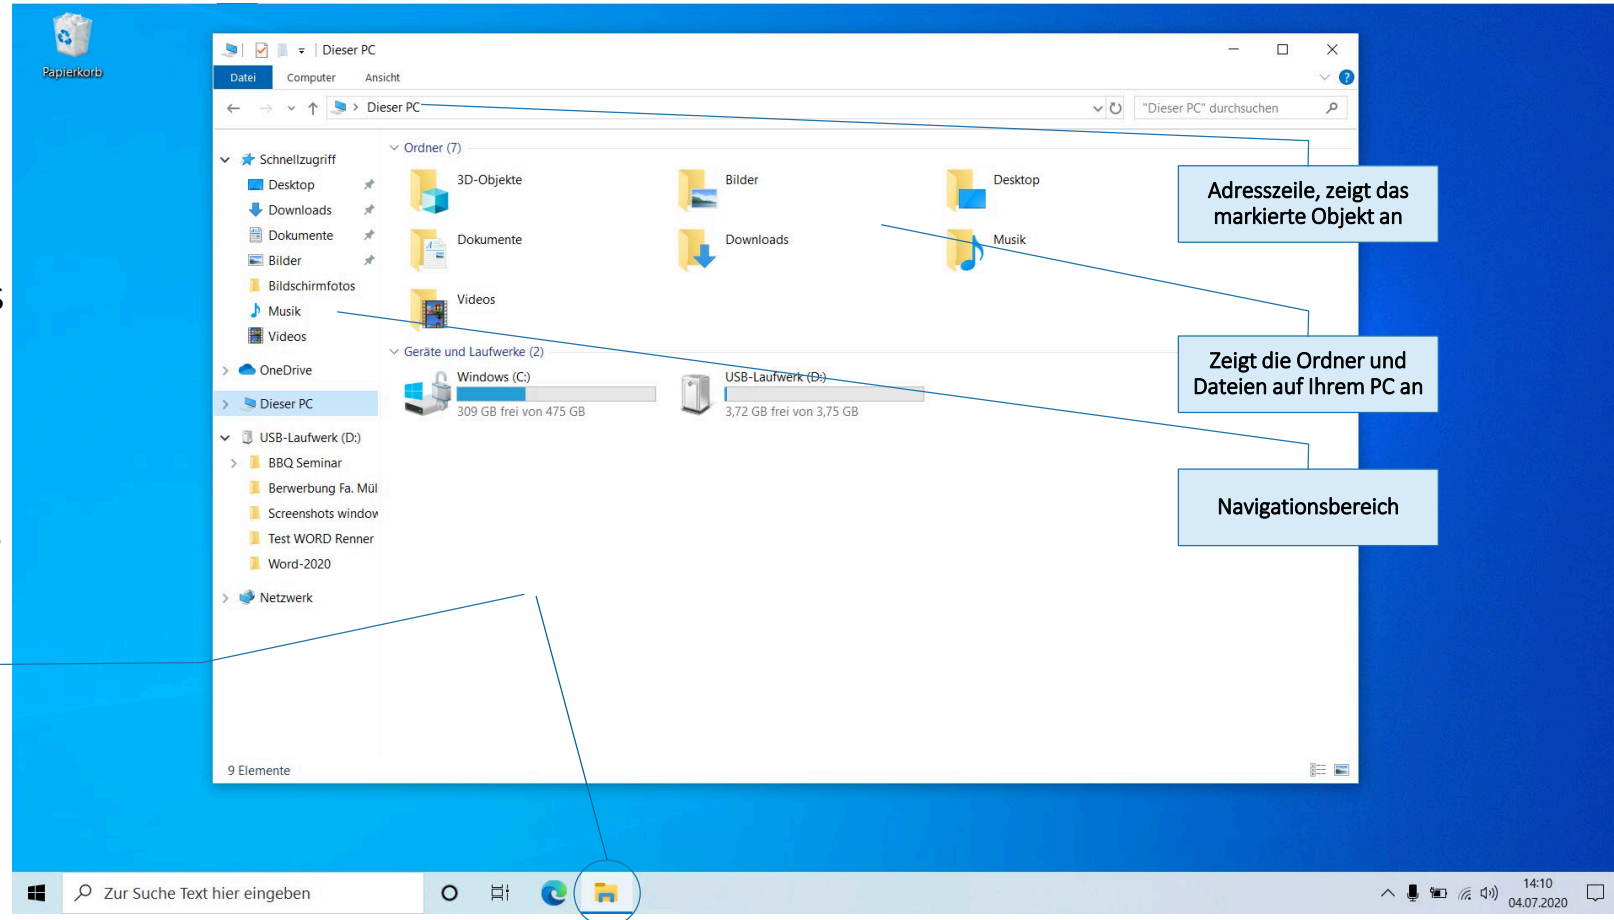 Papierkorb
Dieser PC
Datei Computer Ansicht
Dieser PC
"Dieser PC" durchsuchen
Schnellzugriff
Desktop
Downloads
Dokumente
Bilder
Bildschirmfotos
Musik
Videos
OneDrive
Dieser PC
USB-Laufwerk (D:)
BBQ Seminar
Berwerbung Fa. Mül
Screenshots window
Test WORD Renner
Word-2020
Netzwerk
Ordner (7)
3D-Objekte
Bilder
Desktop
Dokumente
Downloads
Musik
Videos
Geräte und Laufwerke (2)
Windows (C:)
309 GB frei von 475 GB
USB-Laufwerk (D:)
3,72 GB frei von 3,75 GB
Adresszeile, zeigt das
markierte Objekt an
Zeigt die Ordner und
Dateien auf Ihrem PC an
Navigationsbereich
9 Elemente
Zur Suche Text hier eingeben
14:10
04.07.2020